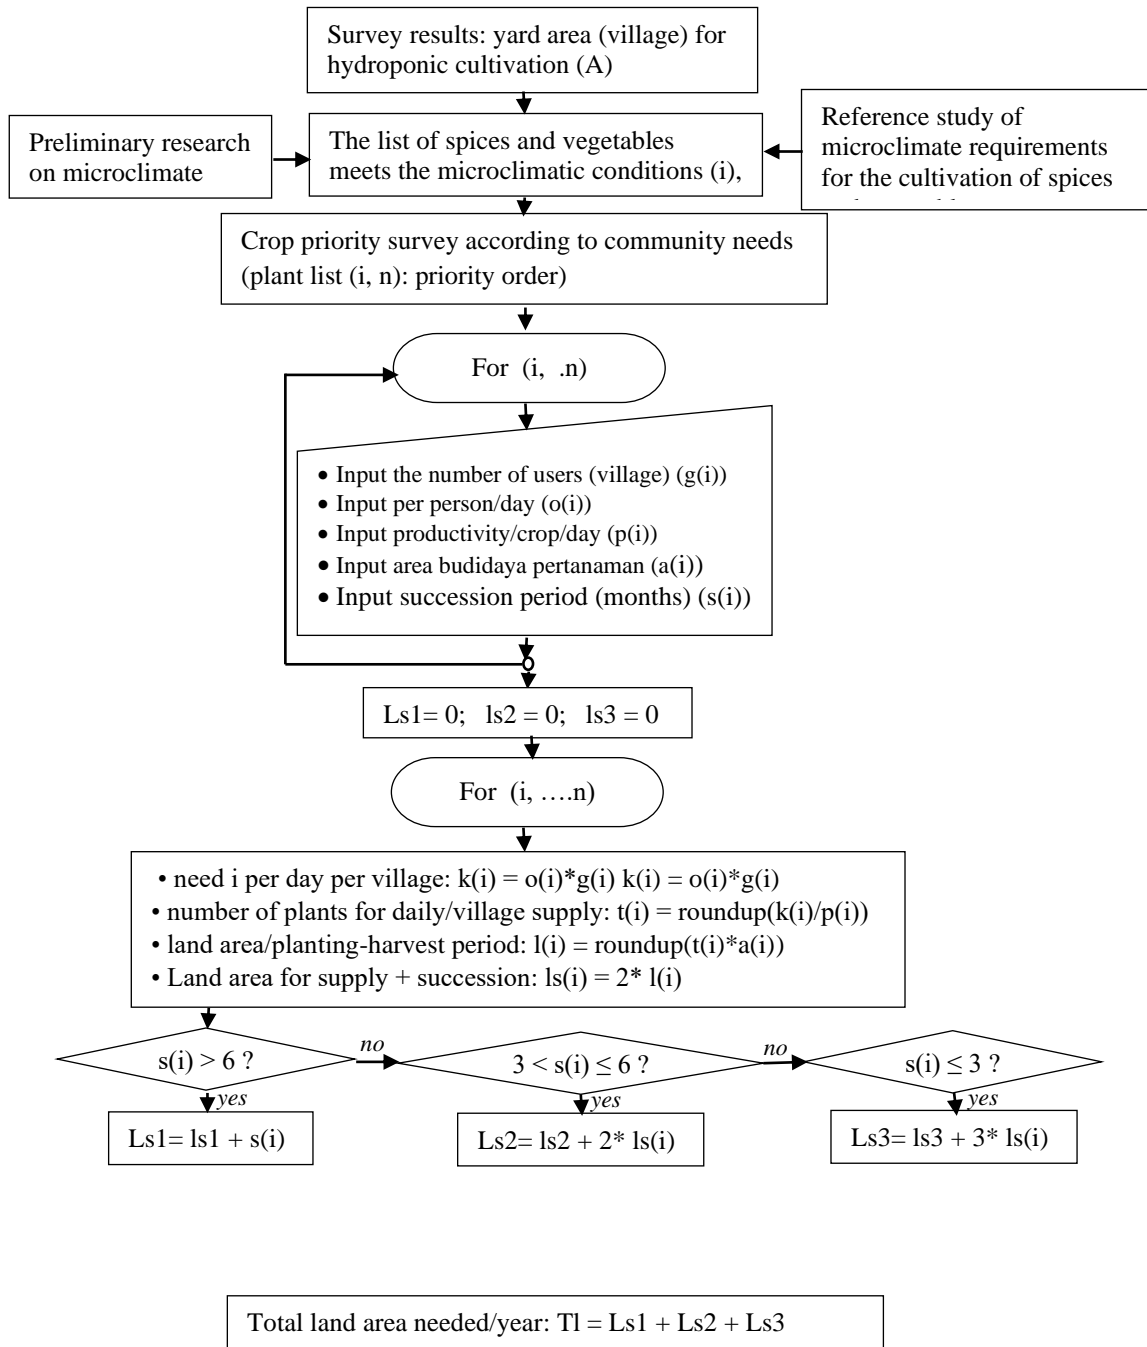 Survey results: yard area (village) for
hydroponic cultivation (A)
Preliminary research
on microclimate
The list of spices and vegetables
meets the microclimatic conditions (i),
Reference study of
microclimate requirements
for the cultivation of spices
Crop priority survey according to community needs
(plant list (i, n): priority order)
For (i, .n)
• Input the number of users (village) (g(i))
• Input per person/day (o(i))
• Input productivity/crop/day (p(i))
• Input area budidaya pertanaman (a(i))
• Input succession period (months) (s(i))
Ls1= 0; ls2 = 0; ls3 = 0
For (i, ….n)
• need i per day per village: k(i) = o(i)*g(i) k(i) = o(i)*g(i)
• number of plants for daily/village supply: t(i) = roundup(k(i)/p(i))
• land area/planting-harvest period: l(i) = roundup(t(i)*a(i))
• Land area for supply + succession: ls(i) = 2* l(i)
s(i) > 6 ?
no
3 < s(i) ≤ 6 ?
no
s(i) ≤ 3 ?
yes
yes
yes
Ls1= ls1 + s(i)
Ls2= ls2 + 2* ls(i)
Ls3= ls3 + 3* ls(i)
Total land area needed/year: Tl = Ls1 + Ls2 + Ls3